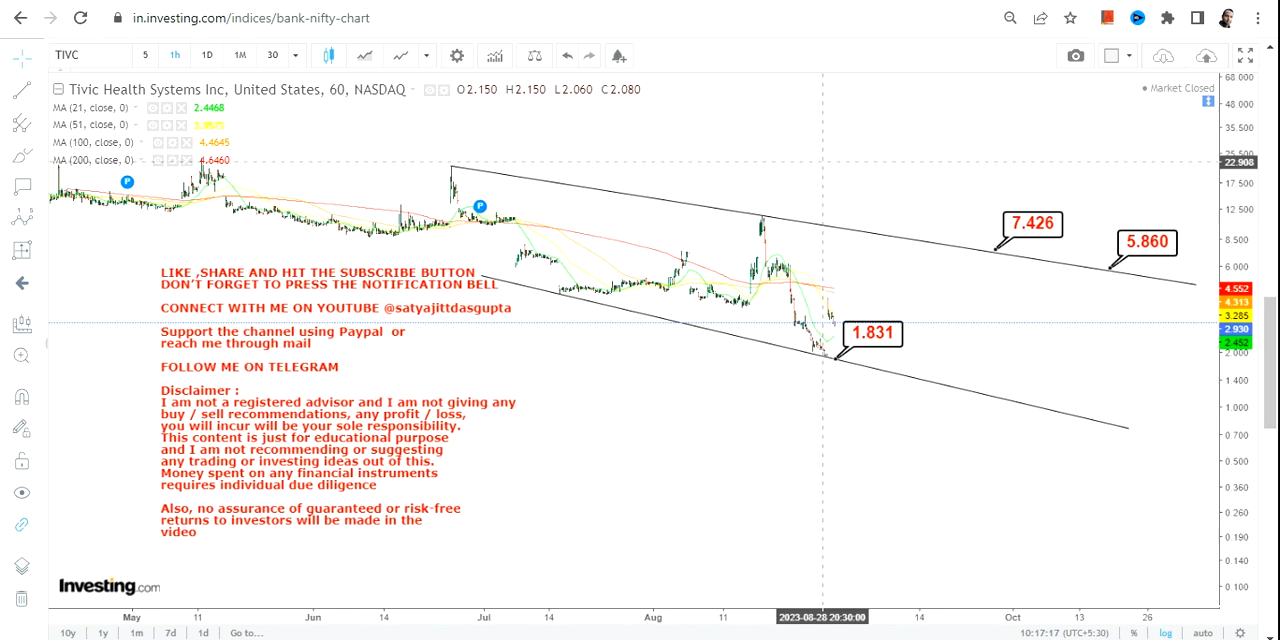 in.investing.com/indices/bank-nifty-chart
TIVC 5 1h 1D 1M 30
Tivic Health Systems Inc, United States, 60, NASDAQ O2.150 H2.150 L2.060 C2.080
Market Closed
MA (21, close, 0) 2.4468
MA (51, close, 0)
MA (100, close, 0) 4.4645
MA (200, close, 0) 4.6460
P
P
7.426
5.860
1.831
LIKE ,SHARE AND HIT THE SUBSCRIBE BUTTON
DON'T FORGET TO PRESS THE NOTIFICATION BELL
CONNECT WITH ME ON YOUTUBE @satyajittdasgupta
Support the channel using Paypal or
reach me through mail
FOLLOW ME ON TELEGRAM
Disclaimer :
I am not a registered advisor and I am not giving any
buy / sell recommendations, any profit / loss,
you will incur will be your sole responsibility.
This content is just for educational purpose
and I am not recommending or suggesting
any trading or investing ideas out of this.
Money spent on any financial instruments
requires individual due diligence
Also, no assurance of guaranteed or risk-free
returns to investors will be made in the
video
68.000
48.000
35.500
25.500
22.908
17.500
12.500
8.500
6.000
4.552
4.313
3.285
2.930
2.452
2.000
1.400
1.000
0.700
0.500
0.360
0.260
0.190
0.140
0.100
Investing.com
May 11 Jun 14 Jul 14 Aug 11 2023-08-28 20:30:00 14 Oct 13 26
10y 1y 1m 7d 1d Go to... 10:17:17 (UTC+5:30) % log auto